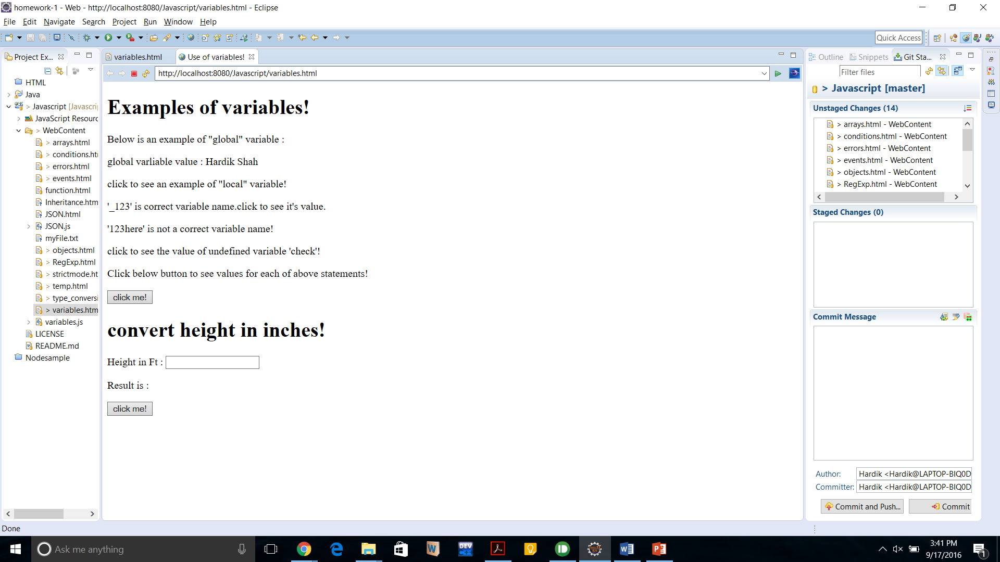 homework-1 - Web - http://localhost:8080/Javascript/variables.html - Eclipse
File Edit Navigate Search Project Run Window Help
Quick Access
Project Ex...
HTML
Java
> Javascript [Javascri
JavaScript Resourc
> WebContent
> arrays.html
> conditions.ht
> errors.html
> events.html
function.html
Inheritance.htm
JSON.html
JSON.js
myFile.txt
> objects.html
> RegExp.html
> strictmode.ht
> temp.html
> type_conversi
> variables.htm
variables.js
LICENSE
README.md
Nodesample
variables.html
Use of variables!
http://localhost:8080/Javascript/variables.html
Examples of variables!
Below is an example of "global" variable :
global varliable value : Hardik Shah
click to see an example of "local" variable!
'_123' is correct variable name.click to see it's value.
'123here' is not a correct variable name!
click to see the value of undefined variable 'check'!
Click below button to see values for each of above statements!
click me!
convert height in inches!
Height in Ft :
Result is :
click me!
Outline Snippets Git Sta...
Filter files
> Javascript [master]
Unstaged Changes (14)
> arrays.html - WebContent
> conditions.html - WebContent
> errors.html - WebContent
> events.html - WebContent
> objects.html - WebContent
> RegExp.html - WebContent
Staged Changes (0)
Commit Message
Author: Hardik <Hardik@LAPTOP-BIQ0D
Committer: Hardik <Hardik@LAPTOP-BIQ0D
Commit and Push... Commit
Done
Ask me anything
DEV
W
P
3:41 PM
9/17/2016
1